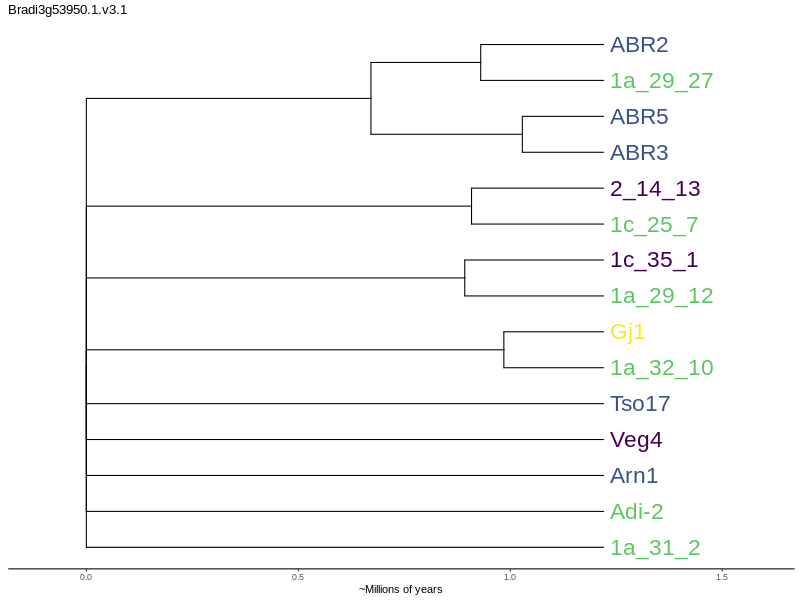 Bradi3g53950.1.v3.1
ABR2
1a_29_27
ABR5
ABR3
2_14_13
1c_25_7
1c_35_1
1a_29_12
Gj1
1a_32_10
Tso17
Veg4
Arn1
Adi-2
1a_31_2
0.0 0.5 1.0 1.5
~Millions of years